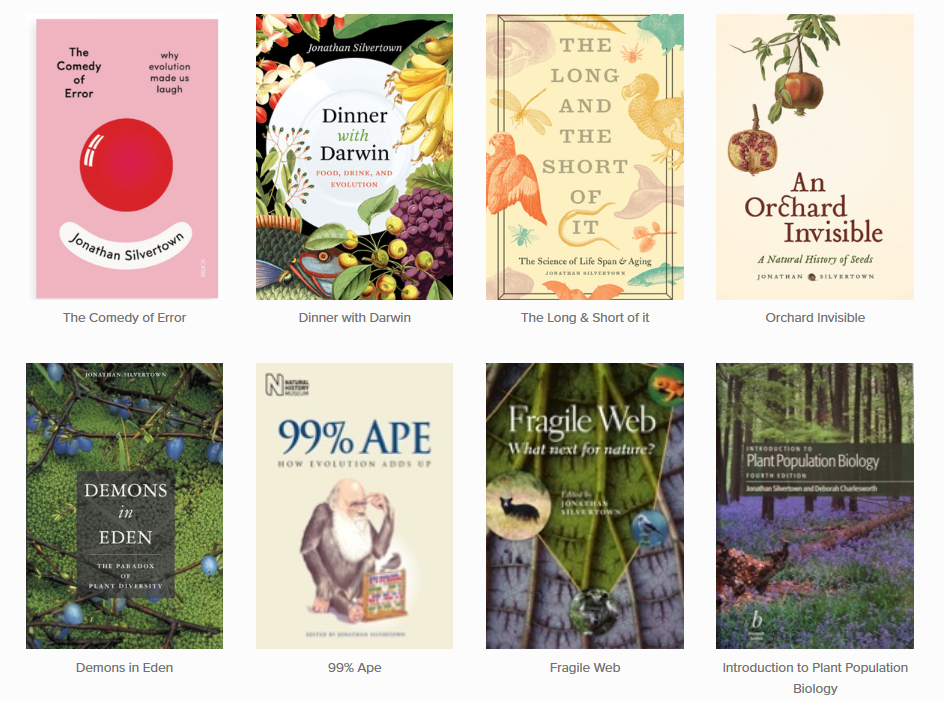 The
Comedy
of
Error
why
evolution
made us
laugh
Jonathan Silvertown
Jonathan Silvertown
Dinner
with
Darwin
FOOD, DRINK, AND
EVOLUTION
THE
LONG
AND
THE
SHORT
OF
IT
The Science of Life Span & Aging
JONATHAN SILVERTOWN
An
Orchard
Invisible
A Natural History of Seeds
JONATHAN SILVERTOWN
The Comedy of Error
Dinner with Darwin
The Long & Short of it
Orchard Invisible
JONATHAN SILVERTOWN
DEMONS
in
EDEN
THE PARADOX
OF
PLANT DIVERSITY
N
NATURAL
HISTORY
MUSEUM
99% APE
HOW EVOLUTION ADDS UP
EDITED BY JONATHAN SILVERTOWN
Fragile Web
What next for nature?
Edited by
JONATHAN
SILVERTOWN
INTRODUCTION TO
Plant Population Biology
FOURTH EDITION
Jonathan Silvertown and Deborah Charlesworth
b
Demons in Eden
99% Ape
Fragile Web
Introduction to Plant Population
Biology